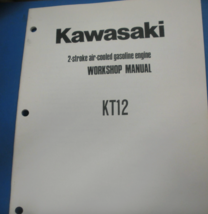 Kawasaki
2-stroke air-cooled gasoline engine
WORKSHOP MANUAL
KT12